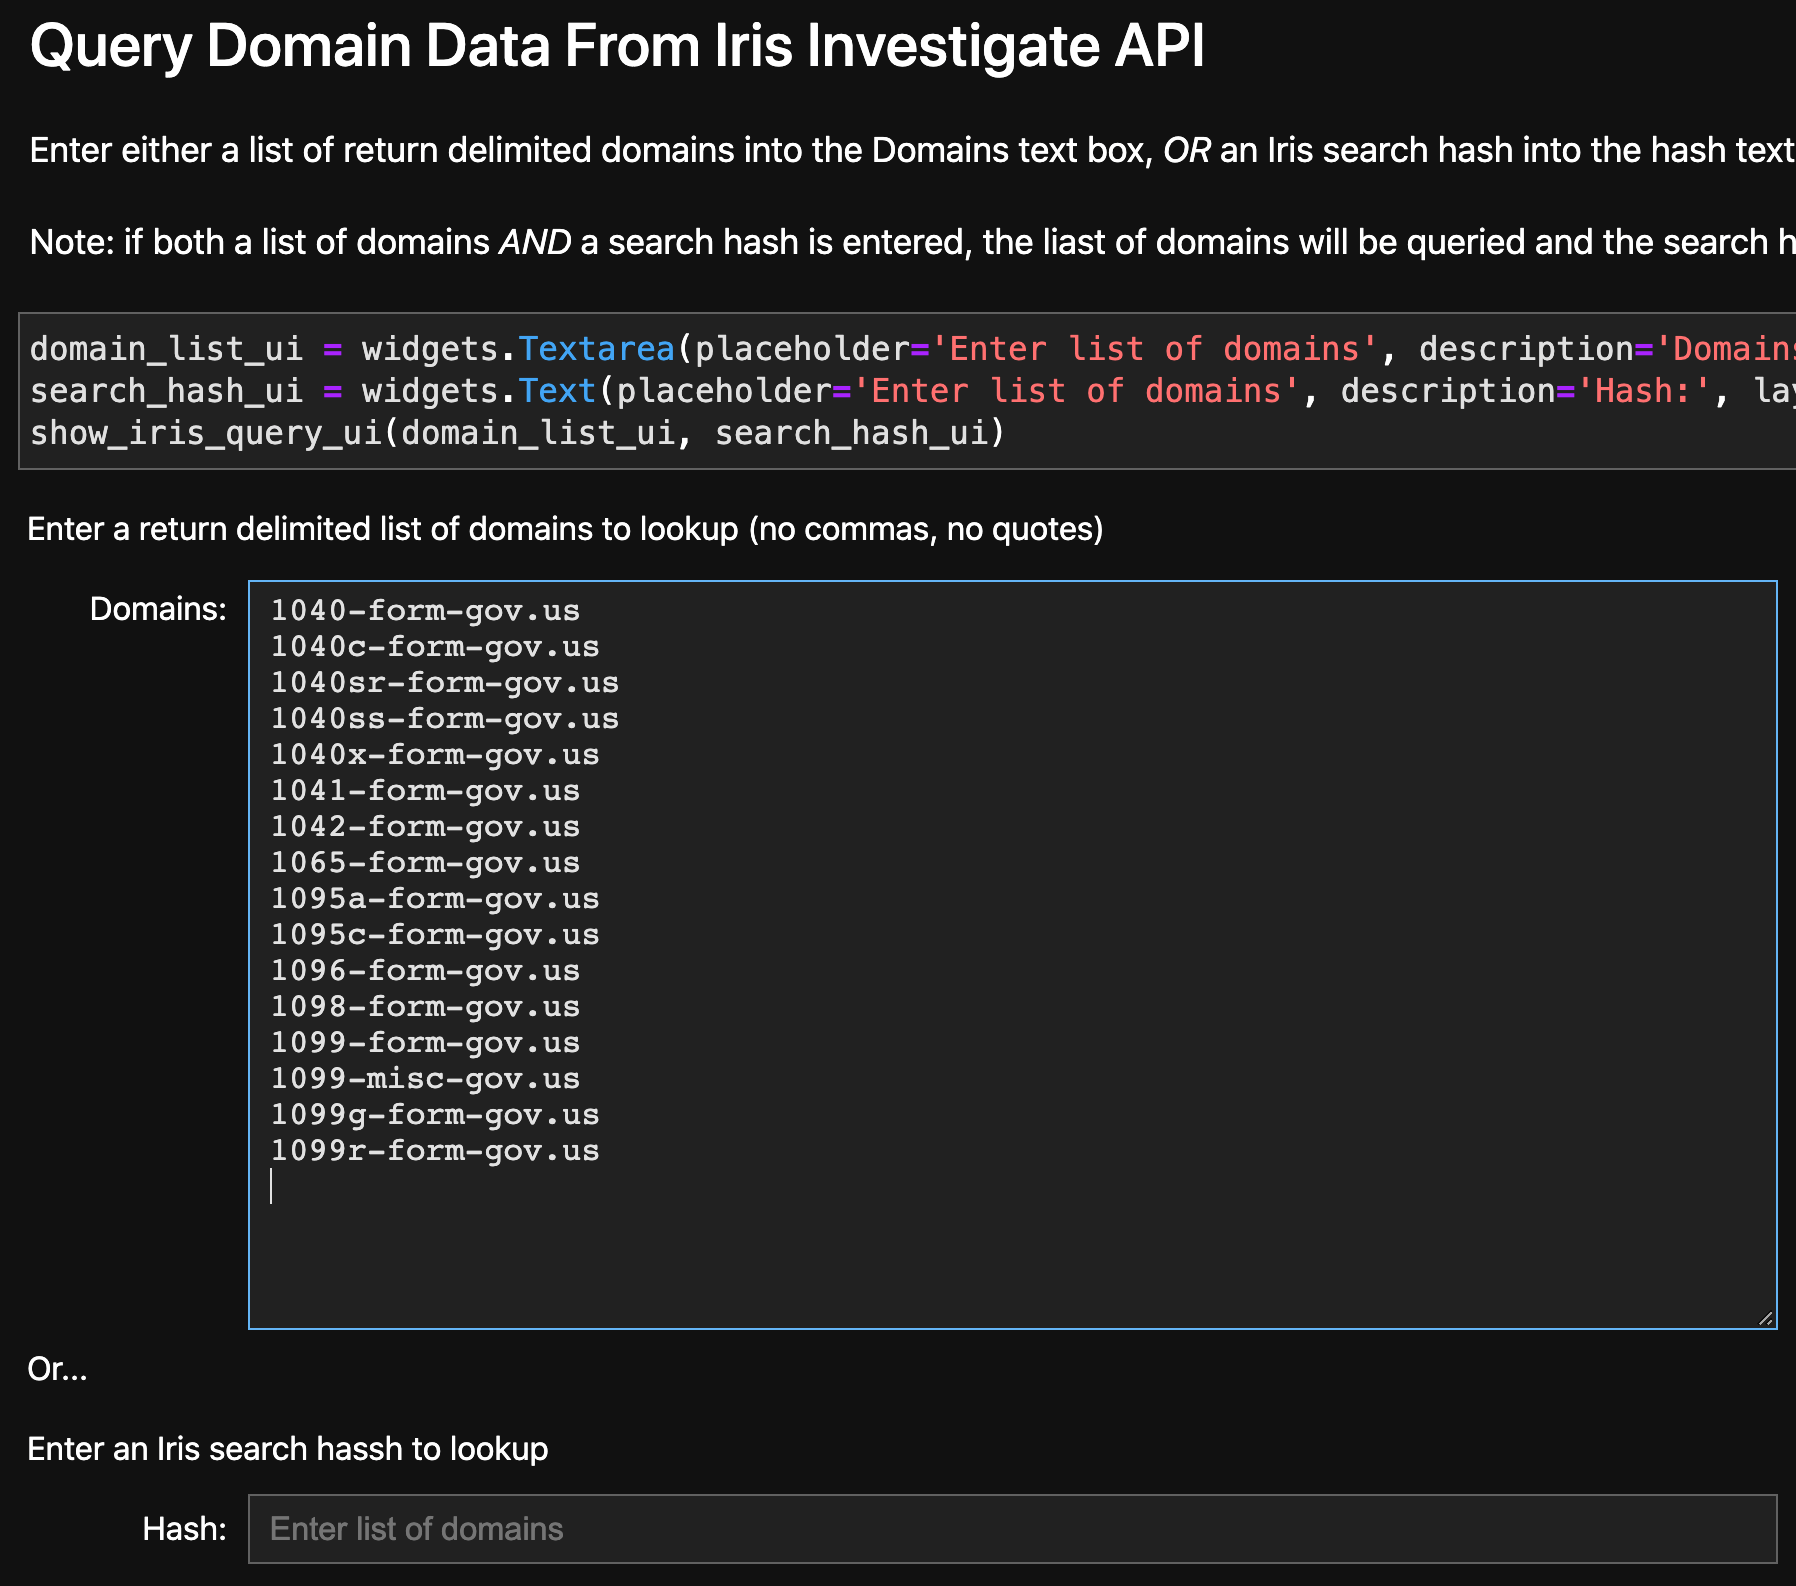 Query Domain Data From Iris Investigate API
Enter either a list of return delimited domains into the Domains text box, OR an Iris search hash into the hash text
Note: if both a list of domains AND a search hash is entered, the liast of domains will be queried and the search h
domain_list_ui = widgets.Textarea(placeholder='Enter list of domains', description='Domains
search_hash_ui = widgets.Text(placeholder='Enter list of domains', description='Hash:', lay
show_iris_query_ui(domain_list_ui, search_hash_ui)
Enter a return delimited list of domains to lookup (no commas, no quotes)
Domains:
1040-form-gov.us
1040c-form-gov.us
1040sr-form-gov.us
1040ss-form-gov.us
1040x-form-gov.us
1041-form-gov.us
1042-form-gov.us
1065-form-gov.us
1095a-form-gov.us
1095c-form-gov.us
1096-form-gov.us
1098-form-gov.us
1099-form-gov.us
1099-misc-gov.us
1099g-form-gov.us
1099r-form-gov.us
Or...
Enter an Iris search hassh to lookup
Hash: Enter list of domains